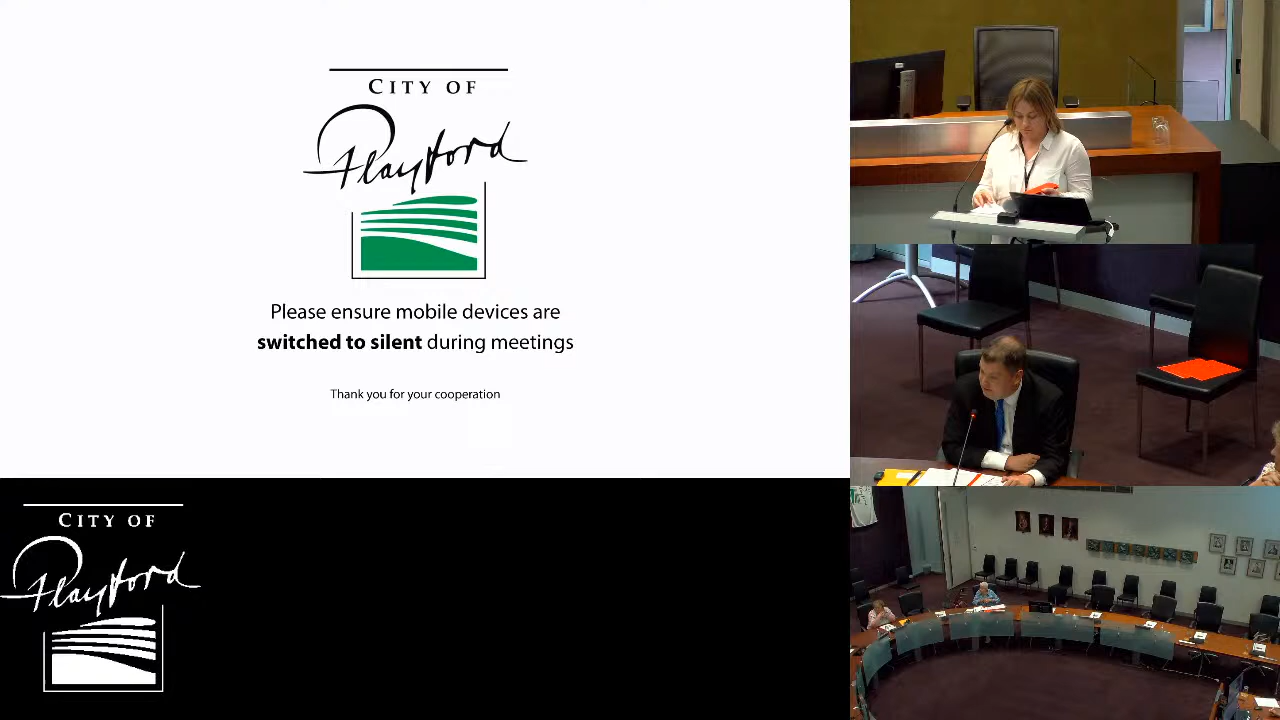 CITY OF
Playford
Please ensure mobile devices are
switched to silent during meetings
Thank you for your cooperation
CITY OF
Playford